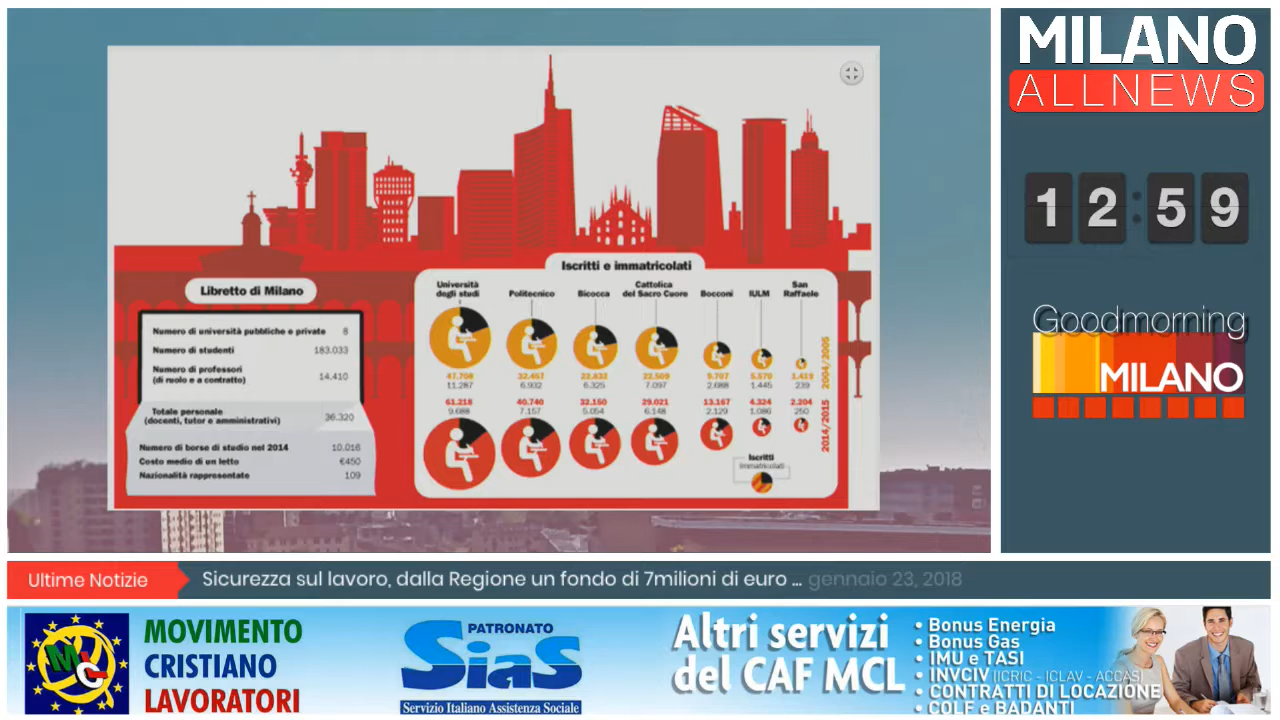 MILANO
ALLNEWS
12:59
Goodmorning
MILANO
Iscritti e immatricolati
Libretto di Milano
Numero di università pubbliche e private 8
Numero di studenti 183.033
Numero di professori
(di ruolo e a contratto) 14.410
Totale personale
(docenti, tutor e amministrativi) 36.320
Numero di borse di studio nel 2014 10.016
Costo medio di un letto €450
Nazionalità rappresentate 109
Università
degli studi
Politecnico
Bicocca
Cattolica
del Sacro Cuore
Bocconi
IULM
San
Raffaele
47.708 32.457 22.509 9.707 5.570 1.419
11.287 6.902 6.325 7.097 2.688 1.445 239
2004/2005
61.218 40.740 32.150 29.021 13.167 4.324 2.204
9.688 7.157 5.054 6.148 2.129 1.086 250
2014/2015
Iscritti
Immatricolati
Ultime Notizie
Sicurezza sul lavoro, dalla Regione un fondo di 7milioni di euro ... gennaio 23, 2018
MCL
MOVIMENTO
CRISTIANO
LAVORATORI
PATRONATO
SiaS
Servizio Italiano Assistenza Sociale
Altri servizi
del CAF MCL
• Bonus Energia
• Bonus Gas
• IMU e TASI
• INVCIV (ICRIC - ICLAV - ACCAS)
• CONTRATTI DI LOCAZIONE
• COLF e BADANTI